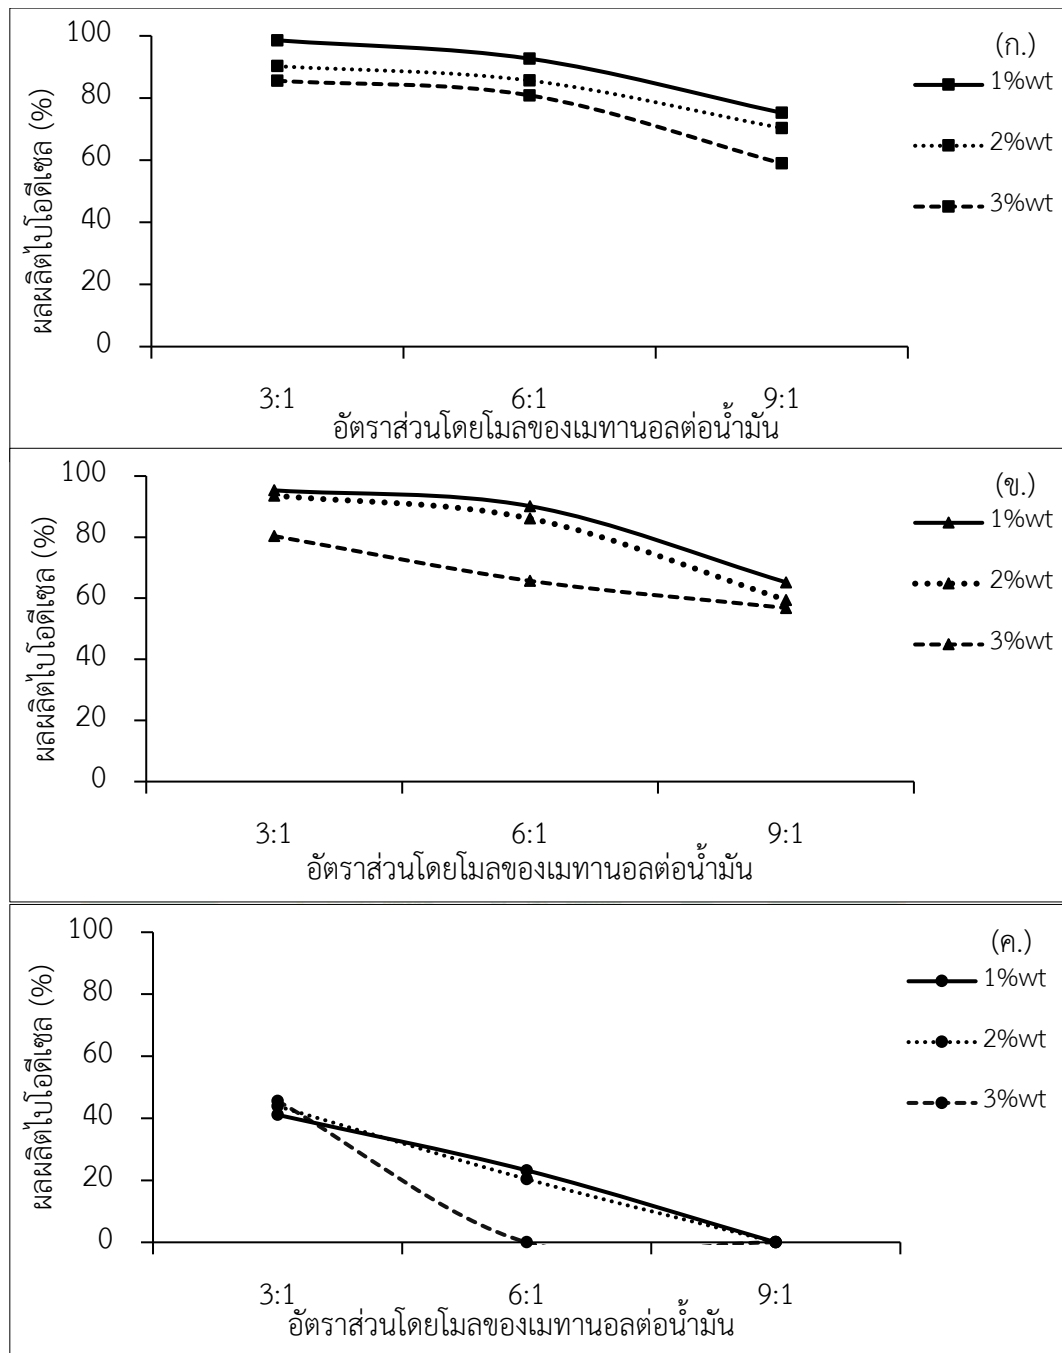 (ก.)
100
80
60
40
20
0
ผลผลิตไบโอดีเซล (%)
1%wt
2%wt
3%wt
3:1 6:1 9:1
อัตราส่วนโดยโมลของเมทานอลต่อน้ำมัน
(ข.)
100
80
60
40
20
0
ผลผลิตไบโอดีเซล (%)
1%wt
2%wt
3%wt
3:1 6:1 9:1
อัตราส่วนโดยโมลของเมทานอลต่อน้ำมัน
(ค.)
100
80
60
40
20
0
ผลผลิตไบโอดีเซล (%)
1%wt
2%wt
3%wt
3:1 6:1 9:1
อัตราส่วนโดยโมลของเมทานอลต่อน้ำมัน